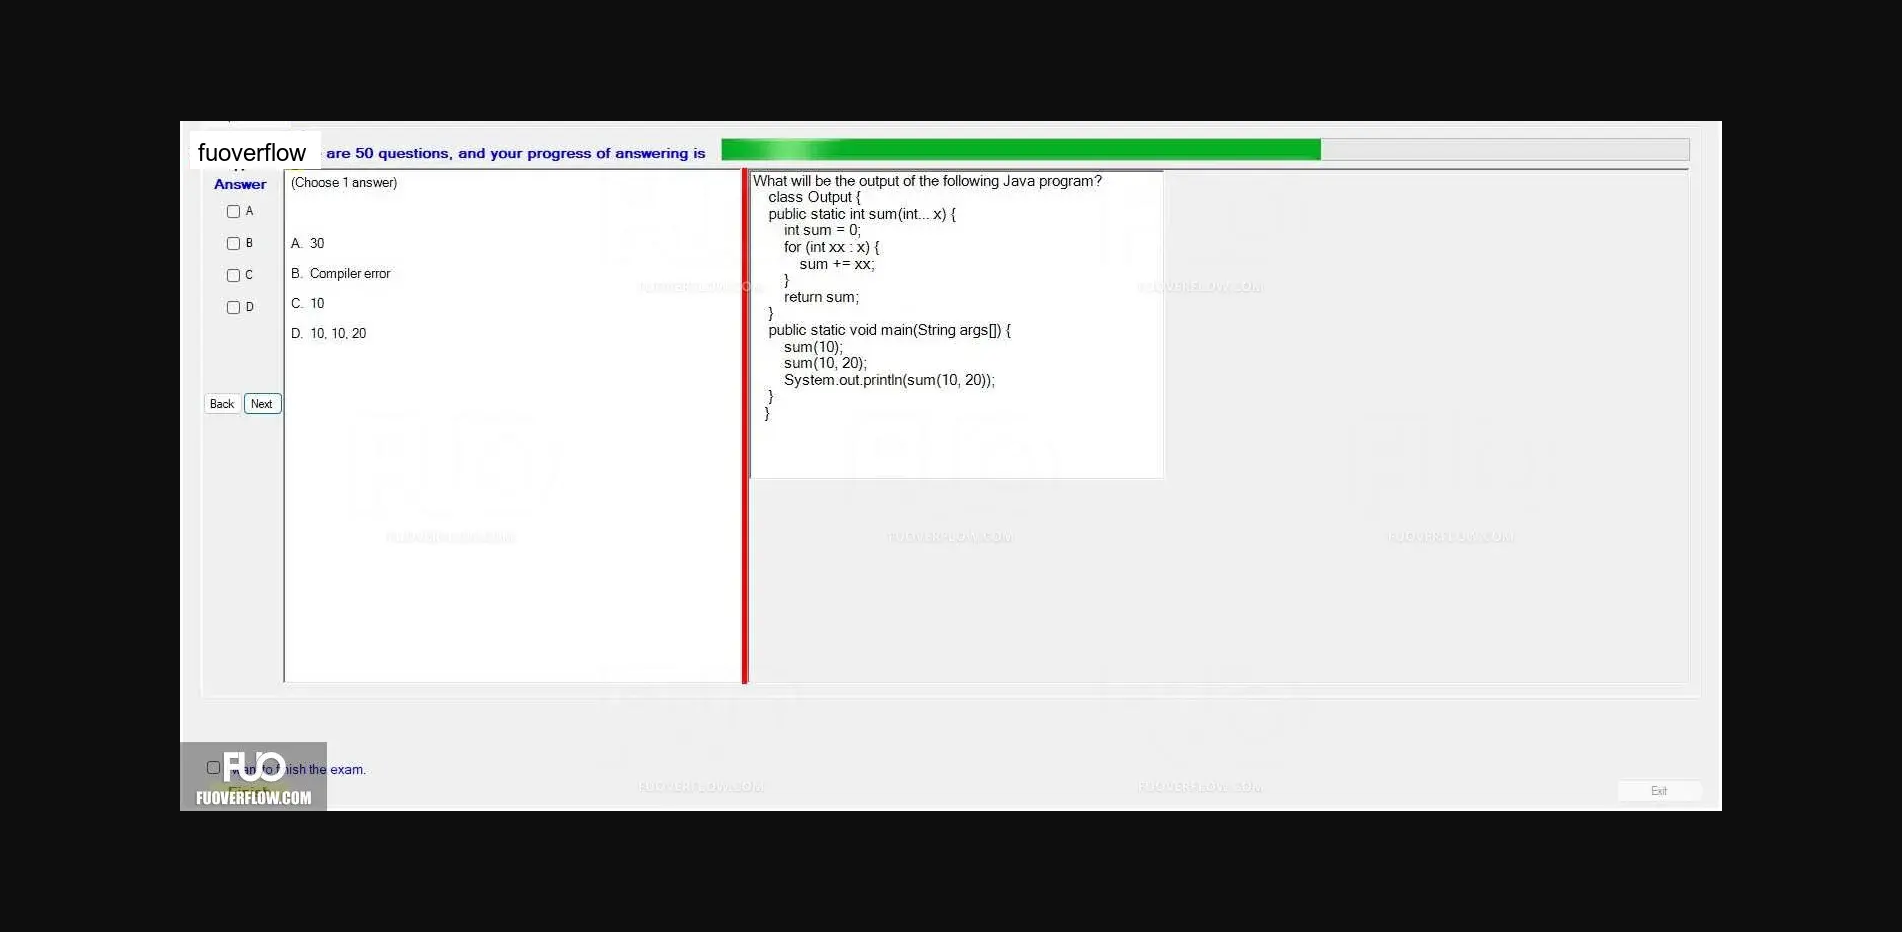 fuoverflow are 50 questions, and your progress of answering is
Answer
(Choose 1 answer)
A
B
C
D
A. 30
B. Compiler error
C. 10
D. 10, 10, 20
Back Next
What will be the output of the following Java program?
class Output {
public static int sum(int... x) {
int sum = 0;
for (int xx : x) {
sum += xx;
}
return sum;
}
public static void main(String args[]) {
sum(10);
sum(10, 20);
System.out.println(sum(10, 20));
}
}
FUOVERFLOW.COM
FUOVERFLOW.COM
FUOVERFLOW.COM
FUOVERFLOW.COM
FUOVERFLOW.COM
to finish the exam.
FUO
FUOVERFLOW.COM
FUOVERFLOW.COM
FUOVERFLOW.COM
Exit